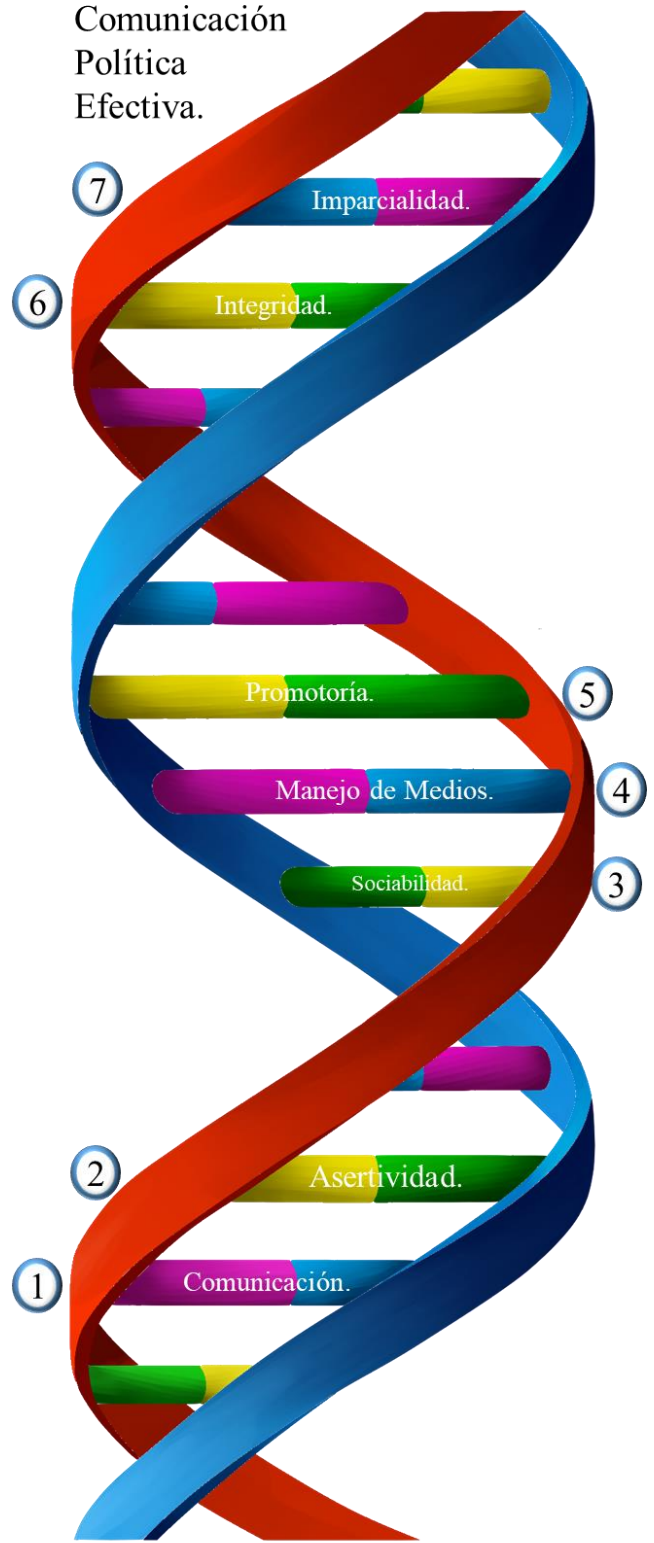 Comunicación
Política
Efectiva.
7
Imparcialidad.
6
Integridad.
Promotoría.
5
Manejo de Medios.
4
Sociabilidad.
3
2
Asertividad.
1
Comunicación.